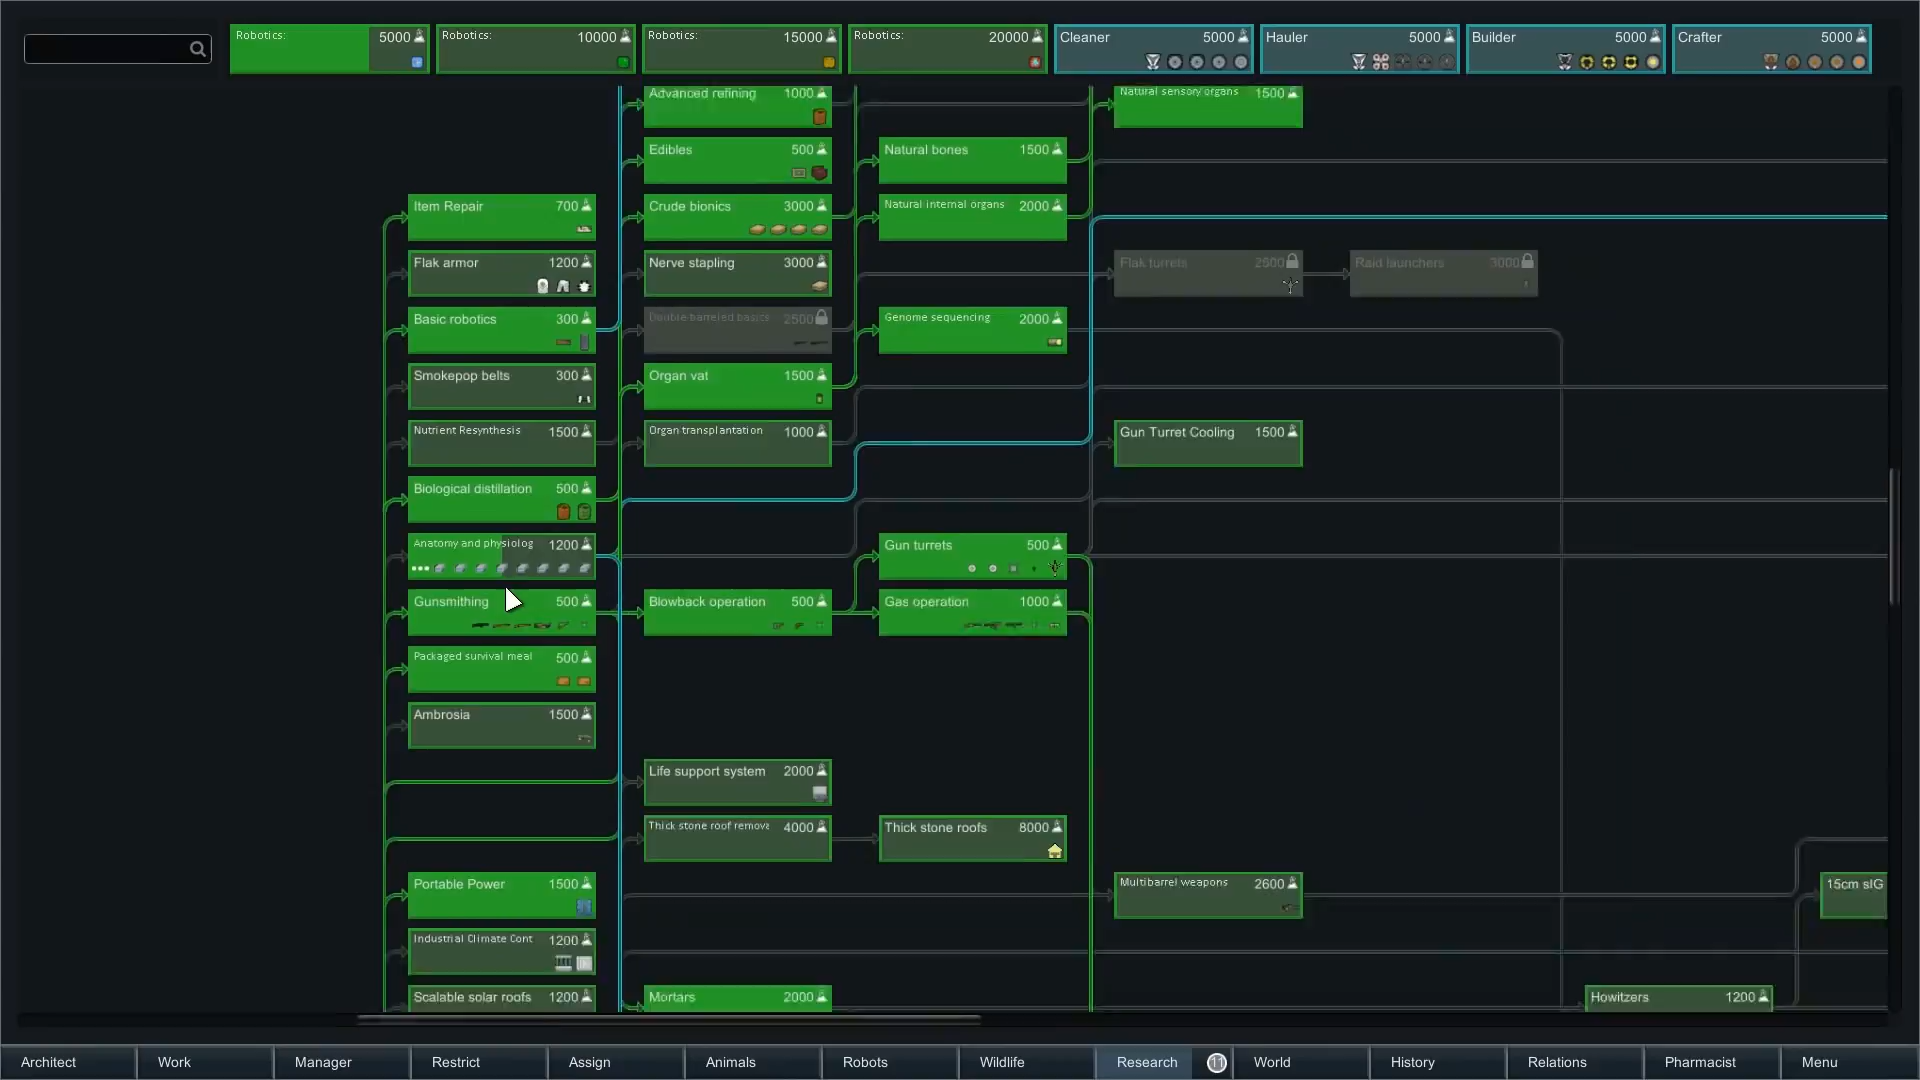 Robotics: 5000
Robotics: 10000
Robotics: 15000
Robotics: 20000
Cleaner 5000
Hauler 5000
Builder 5000
Crafter 5000
Advanced refining 1000
Natural sensory organs 1500
Edibles 500
Natural bones 1500
Item Repair 700
Crude bionics 3000
Natural internal organs 2000
Flak armor 1200
Nerve stapling 3000
Flak turrets 2500
Raid launchers 3000
Basic robotics 300
Double barreled basics 2500
Genome sequencing 2000
Smokepop belts 300
Organ vat 1500
Nutrient Resynthesis 1500
Organ transplantation 1000
Gun Turret Cooling 1500
Biological distillation 500
Anatomy and physiolog 1200
Gun turrets 500
Gunsmithing 500
Blowback operation 500
Gas operation 1000
Packaged survival meal 500
Ambrosia 1500
Life support system 2000
Thick stone roof remova 4000
Thick stone roofs 8000
Portable Power 1500
Multibarrel weapons 2600
15cm sIG
Industrial Climate Cont 1200
Scalable solar roofs 1200
Mortars 2000
Howitzers 1200
Architect
Work
Manager
Restrict
Assign
Animals
Robots
Wildlife
Research
11
World
History
Relations
Pharmacist
Menu